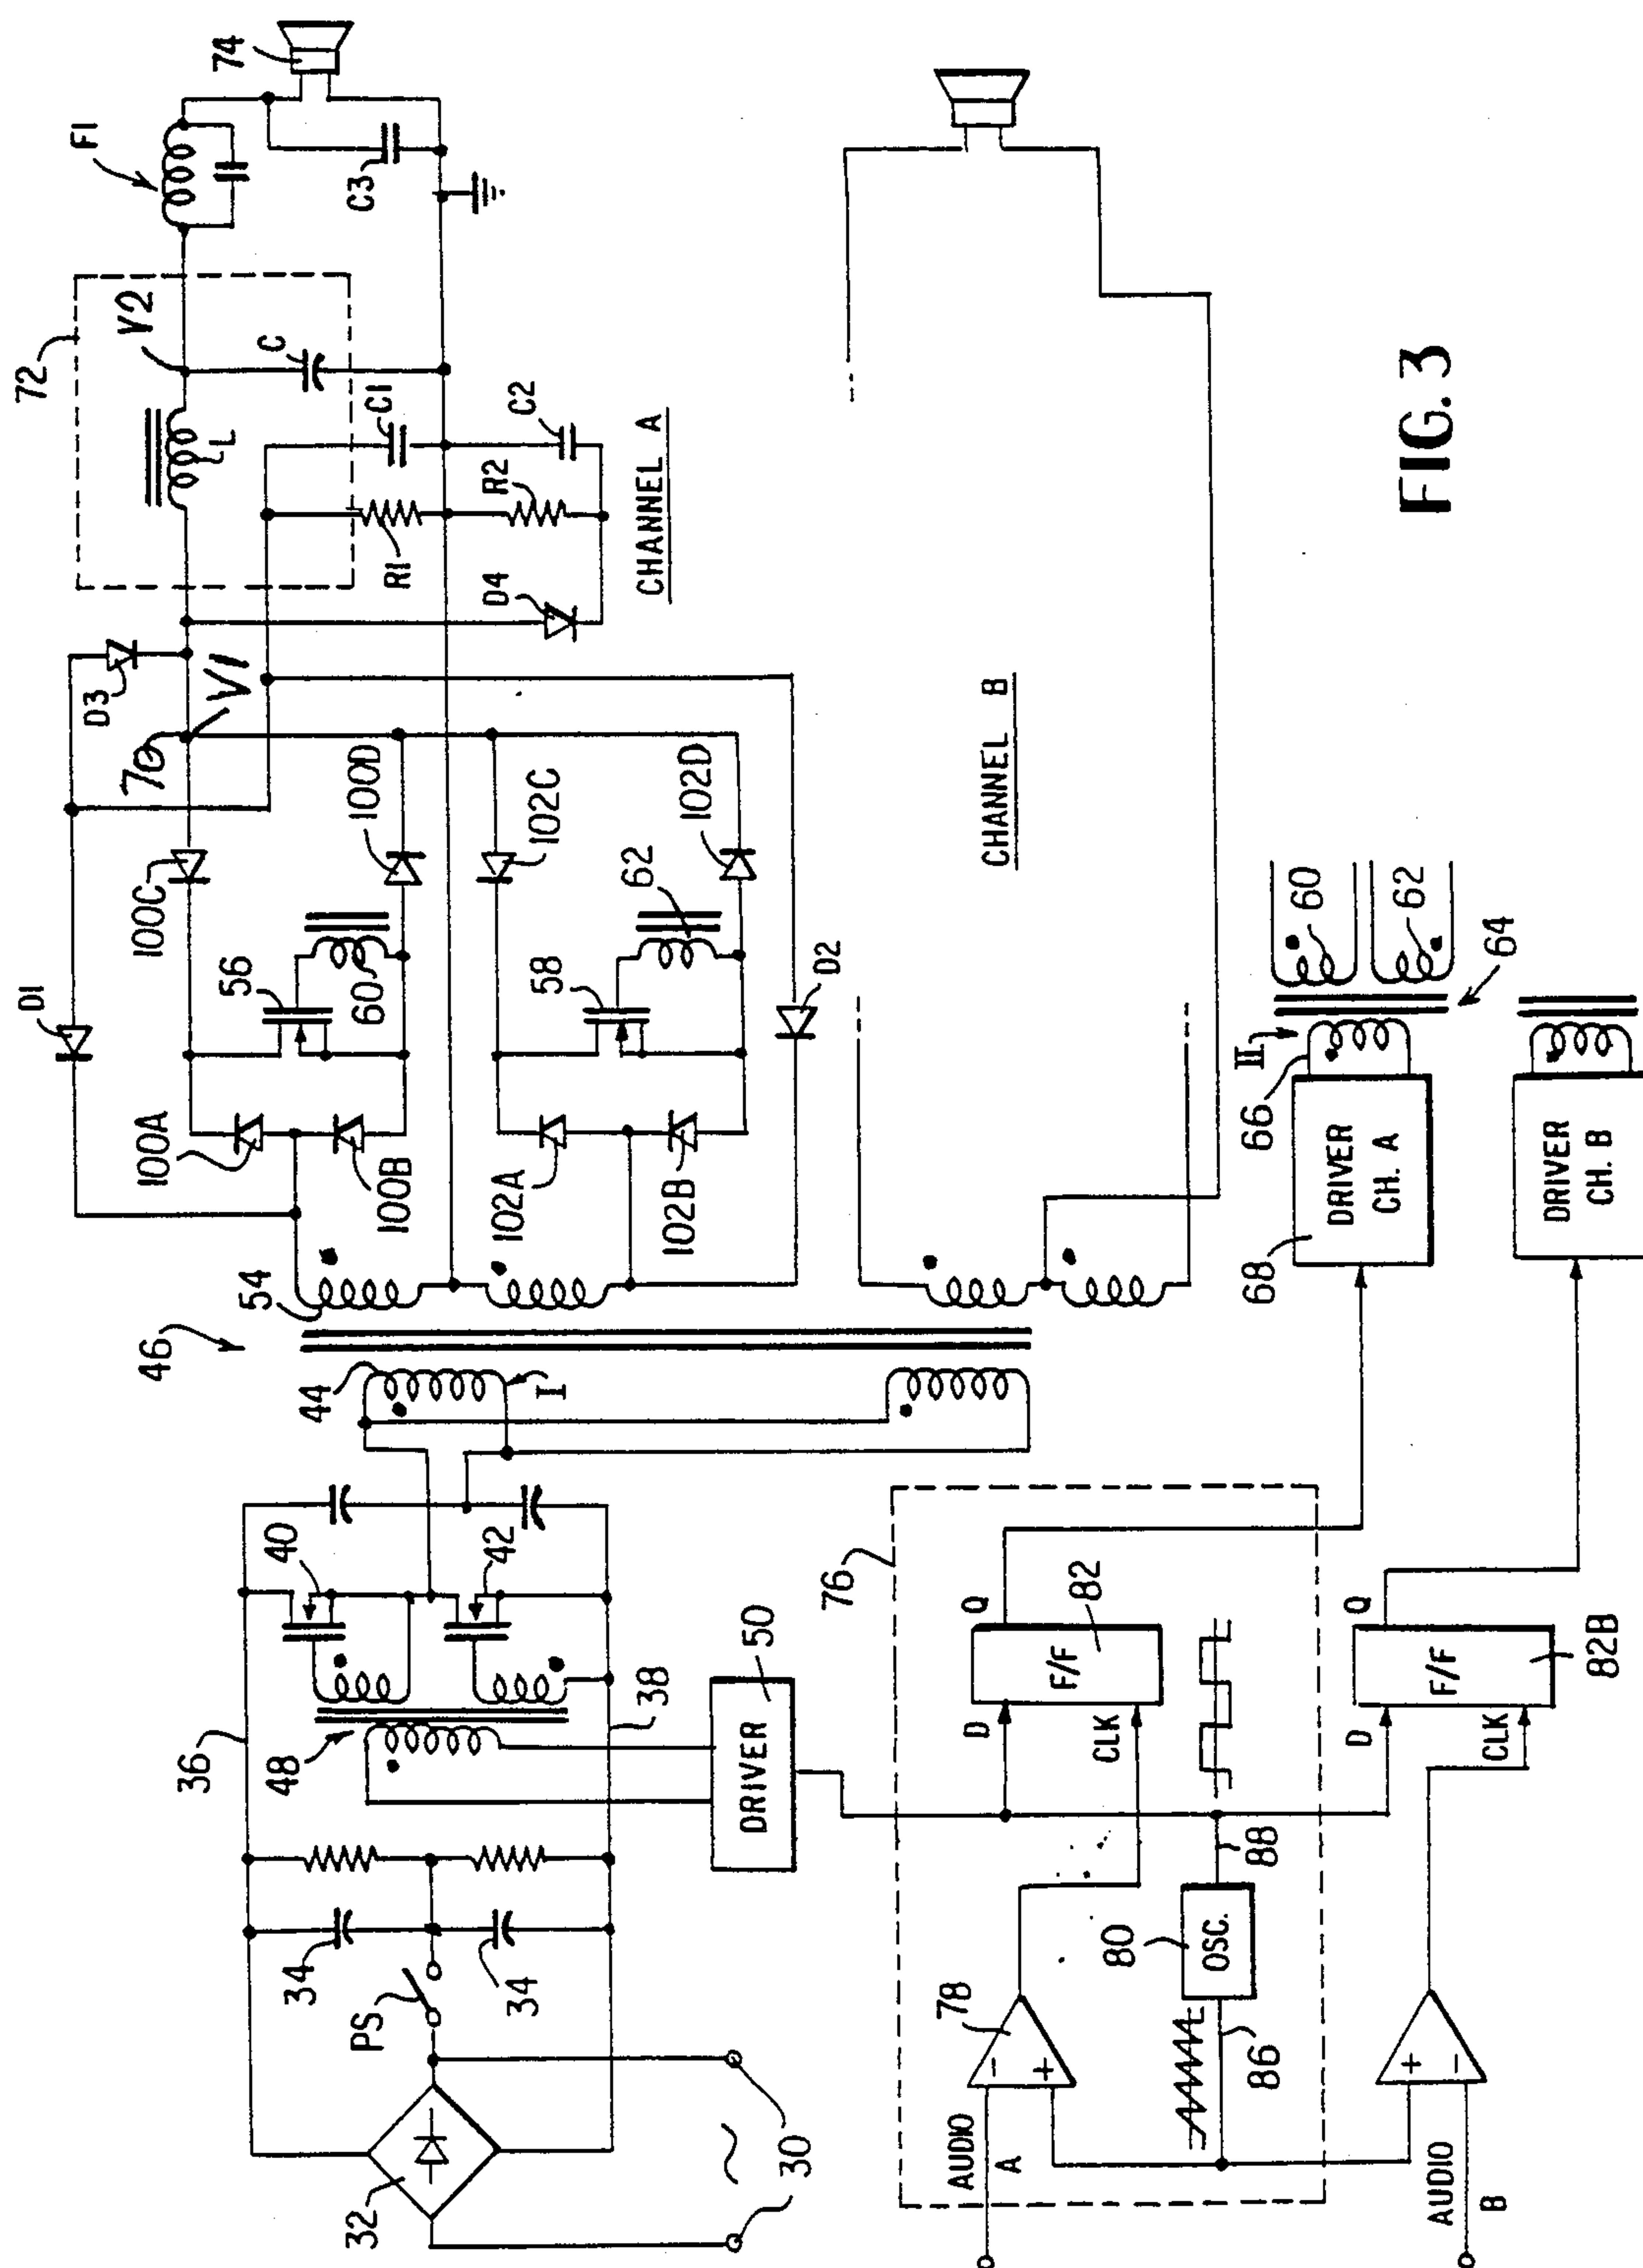 72
V2
F1
74
L
C
C3
C1
C2
R1
R2
D3
V1
70
D4
CHANNEL A
D1
100C
100D
102C
102D
56
60
58
62
D2
100A
100B
102A
102B
46
54
44
I
CHANNEL B
36
48
40
42
38
34
34
PS
32
30
~
DRIVER
50
76
AUDIO
A
78
-
+
80
OSC.
86
88
D
CLK
F/F
Q
82
AUDIO
B
+
-
D
CLK
F/F
Q
82B
68
DRIVER
CH. A
66
II
60
62
64
DRIVER
CH. B
FIG. 3